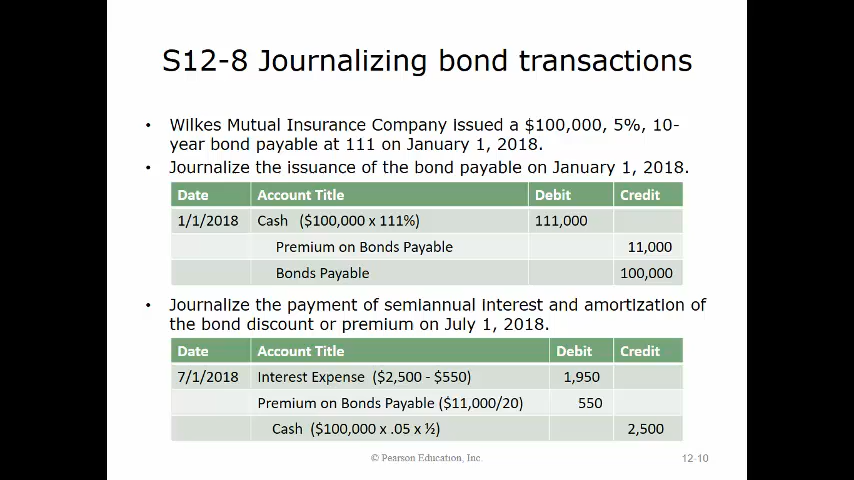 S12-8 Journalizing bond transactions
• Wilkes Mutual Insurance Company issued a $100,000, 5%, 10-
year bond payable at 111 on January 1, 2018.
• Journalize the issuance of the bond payable on January 1, 2018.
Date Account Title Debit Credit
1/1/2018 Cash ($100,000 x 111%) 111,000
Premium on Bonds Payable 11,000
Bonds Payable 100,000
• Journalize the payment of semiannual interest and amortization of
the bond discount or premium on July 1, 2018.
Date Account Title Debit Credit
7/1/2018 Interest Expense ($2,500 - $550) 1,950
Premium on Bonds Payable ($11,000/20) 550
Cash ($100,000 x .05 x ½) 2,500
© Pearson Education, Inc. 12-10